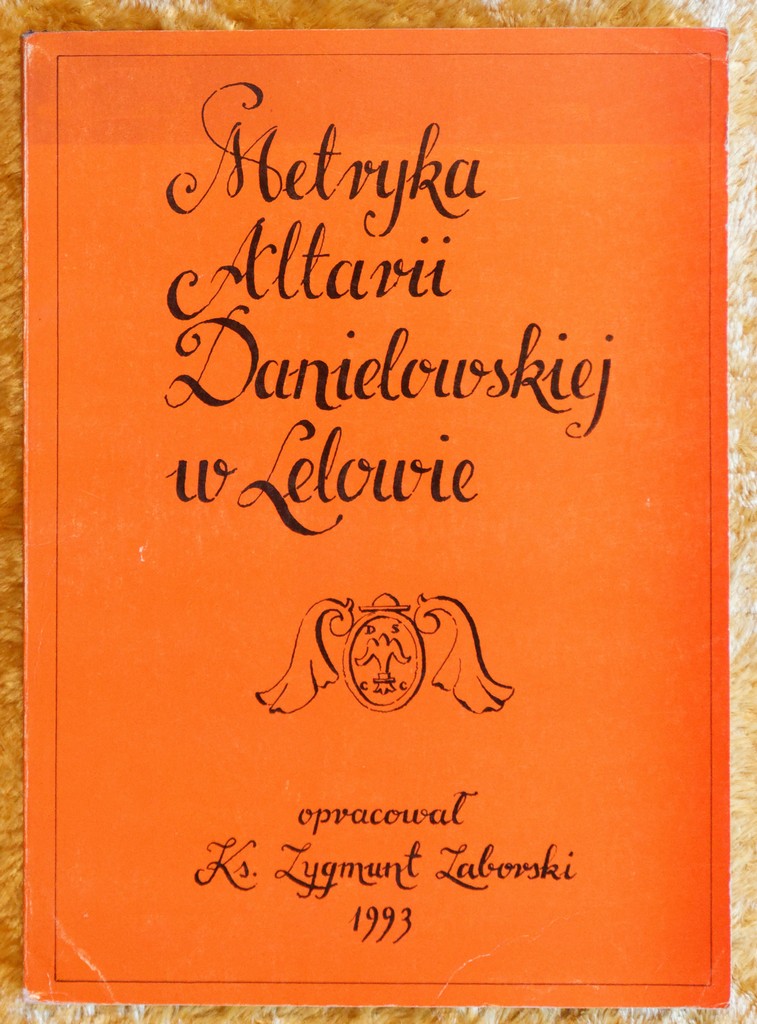 Metryka
Altarii
Danielowskiej
w Lelowie
D S
C C
opracował
Ks. Zygmunt Zaborski
1993